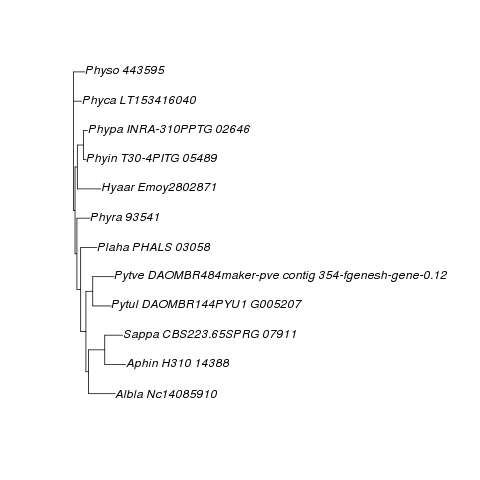 Physo 443595
Phyca LT153416040
Phypa INRA-310PPTG 02646
Phyin T30-4PITG 05489
Hyaar Emoy2802871
Phyra 93541
Plaha PHALS 03058
Pytve DAOMBR484maker-pve contig 354-fgenesh-gene-0.12
Pytul DAOMBR144PYU1 G005207
Sappa CBS223.65SPRG 07911
Aphin H310 14388
Albla Nc14085910